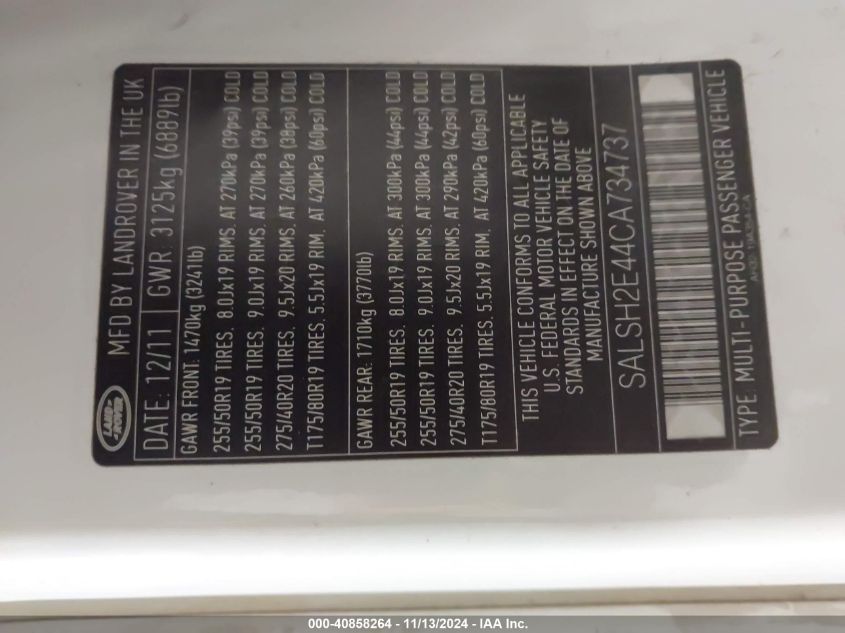 LAND
ROVER
MFD BY LANDROVER IN THE UK
DATE: 12/11 GWR: 3125kg (6889lb)
GAWR FRONT: 1470kg (3241lb)
255/50R19 TIRES. 8.0Jx19 RIMS. AT 270kPa (39psi) COLD
255/50R19 TIRES. 9.0Jx19 RIMS. AT 270kPa (39psi) COLD
275/40R20 TIRES. 9.5Jx20 RIMS. AT 260kPa (38psi) COLD
T175/80R19 TIRES. 5.5Jx19 RIM. AT 420kPa (60psi) COLD
GAWR REAR: 1710kg (3770lb)
255/50R19 TIRES. 8.0Jx19 RIMS. AT 300kPa (44psi) COLD
255/50R19 TIRES. 9.0Jx19 RIMS. AT 300kPa (44psi) COLD
275/40R20 TIRES. 9.5Jx20 RIMS. AT 290kPa (42psi) COLD
T175/80R19 TIRES. 5.5Jx19 RIM. AT 420kPa (60psi) COLD
THIS VEHICLE CONFORMS TO ALL APPLICABLE
U.S. FEDERAL MOTOR VEHICLE SAFETY
STANDARDS IN EFFECT ON THE DATE OF
MANUFACTURE SHOWN ABOVE
SALSH2E44CA734737
TYPE: MULTI-PURPOSE PASSENGER VEHICLE
000-40858264 - 11/13/2024 - IAA Inc.